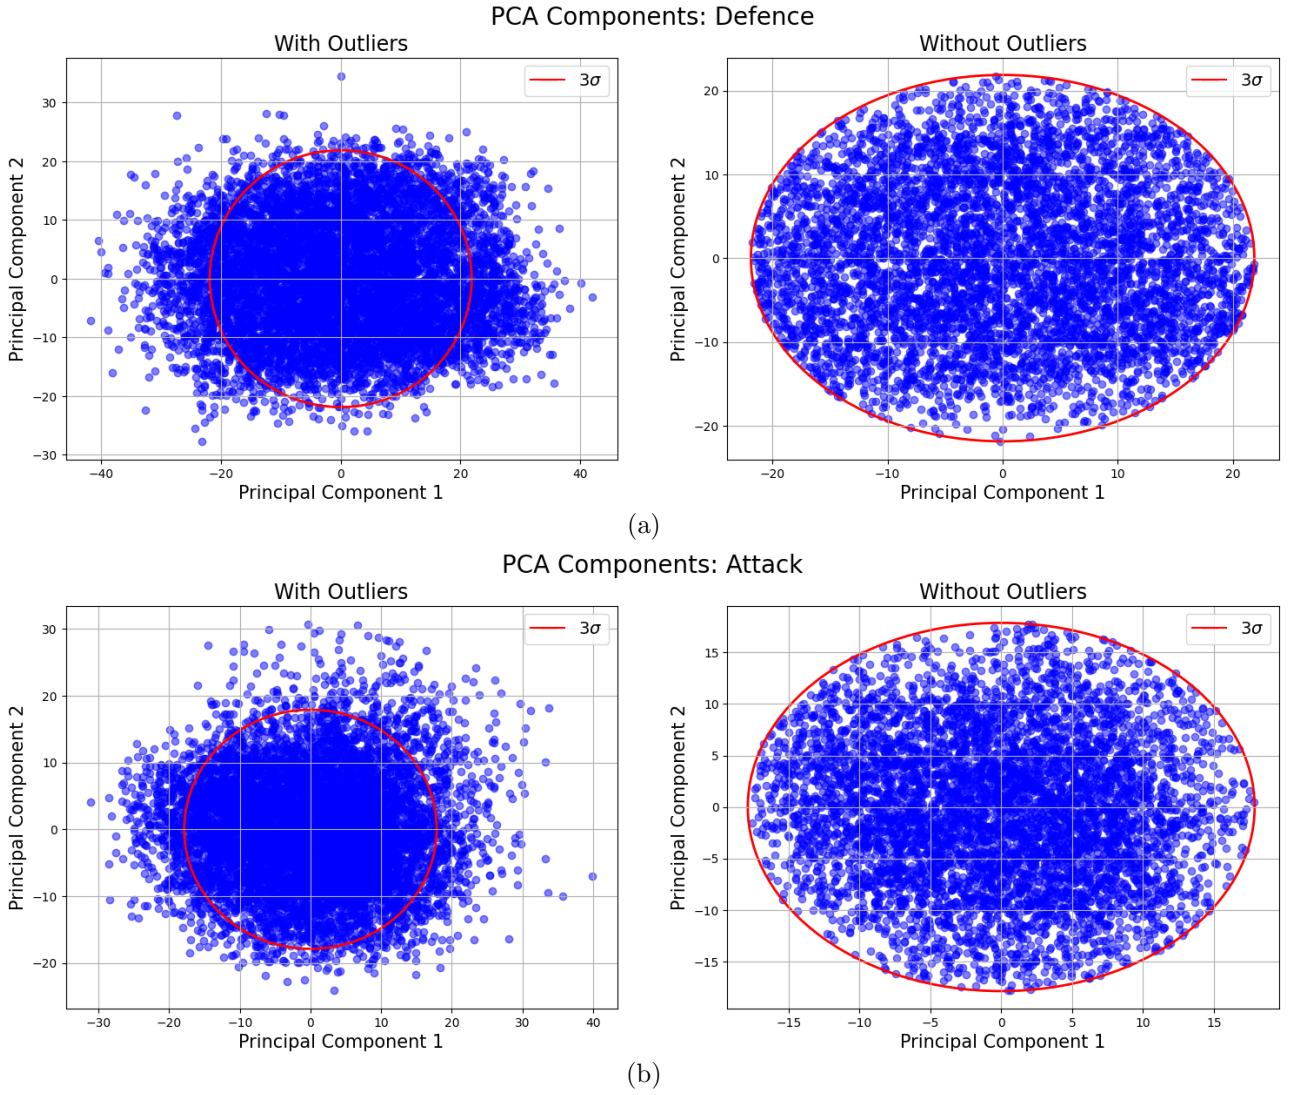 PCA Components: Defence
With Outliers
3σ
30
20
10
0
−10
−20
−30
−40
−20
0
20
40
Principal Component 2
Principal Component 1
Without Outliers
3σ
20
10
0
−10
−20
−20
−10
0
10
20
Principal Component 2
Principal Component 1
(a)
PCA Components: Attack
With Outliers
3σ
30
20
10
0
−10
−20
−30
−20
−10
0
10
20
30
40
Principal Component 2
Principal Component 1
Without Outliers
3σ
15
10
5
0
−5
−10
−15
−15
−10
−5
0
5
10
15
Principal Component 2
Principal Component 1
(b)